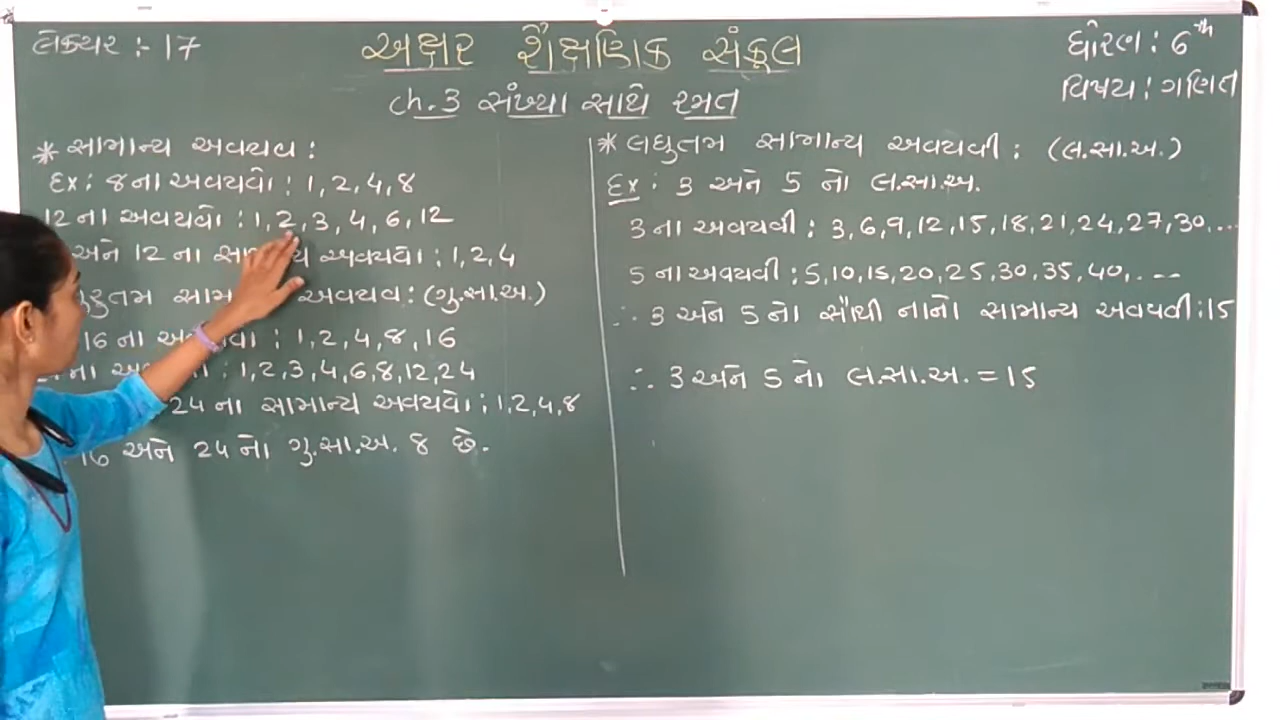 લેક્ચર :- 17
અક્ષર શૈક્ષણિક સંકૂલ
ધોરણ : 6th
વિષય : ગણિત
ch.3 સંખ્યા સાથે રમત
* સામાન્ય અવયવ :
Ex : 8 ના અવયવો : 1, 2, 4, 8
12 ના અવયવો : 1, 2, 3, 4, 6, 12
અને 12 ના અવયવો : 1, 2, 4
અવયવ : (ગુ.સા.અ.)
16 ના : 1, 2, 4, 8, 16
ના : 1, 2, 3, 4, 6, 8, 12, 24
24 ના સામાન્ય અવયવો : 1, 2, 4, 8
16 અને 24 નો ગુ.સા.અ. 8 છે.
* લઘુતમ સામાન્ય અવયવી : (લ.સા.અ.)
Ex : 3 અને 5 નો લ.સા.અ.
3 ના અવયવી : 3, 6, 9, 12, 15, 18, 21, 24, 27, 30, ...
5 ના અવયવી : 5, 10, 15, 20, 25, 30, 35, 40, ....
∴ 3 અને 5 નો સૌથી નાનો સામાન્ય અવયવી : 15
∴ 3 અને 5 નો લ.સા.અ. = 15